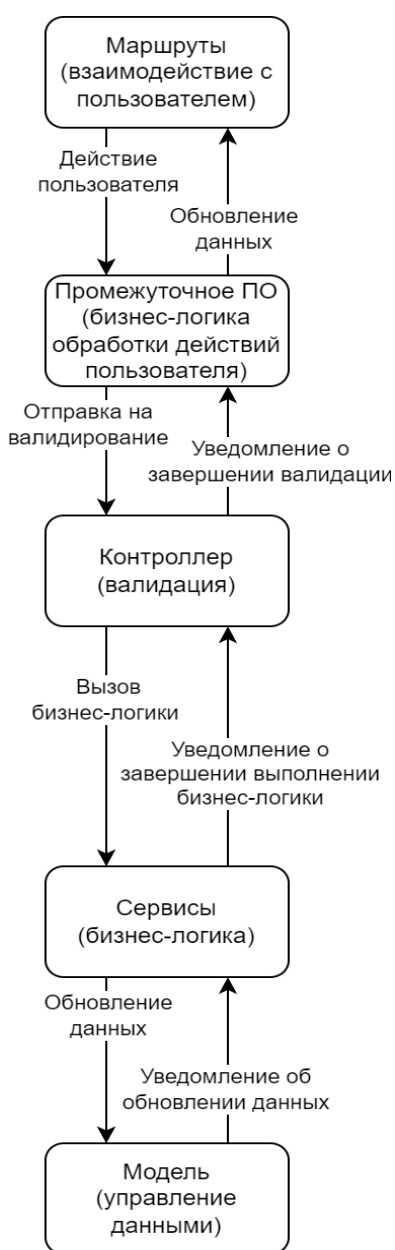 Маршруты
(взаимодействие с
пользователем)
Действие
пользователя
Обновление
данных
Промежуточное ПО
(бизнес-логика
обработки действий
пользователя)
Отправка на
валидирование
Уведомление о
завершении валидации
Контроллер
(валидация)
Вызов
бизнес-логики
Уведомление о
завершении выполнении
бизнес-логики
Сервисы
(бизнес-логика)
Обновление
данных
Уведомление об
обновлении данных
Модель
(управление
данными)